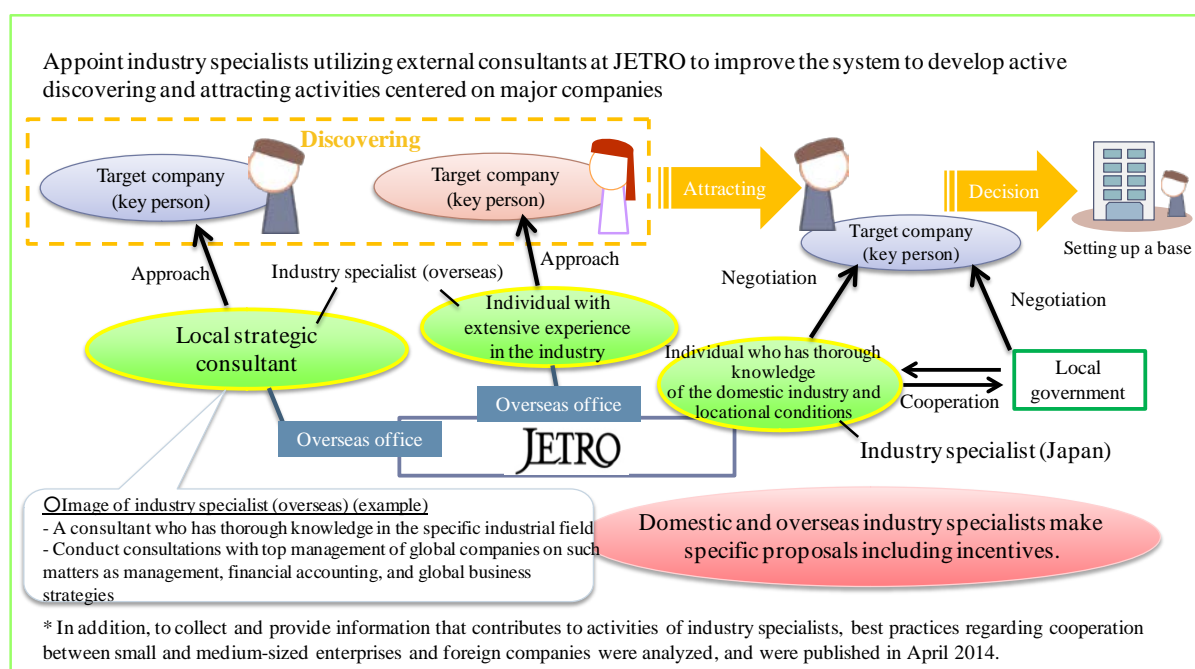 Appoint industry specialists utilizing external consultants at JETRO to improve the system to develop active
discovering and attracting activities centered on major companies
Discovering
Target company
(key person)
Target company
(key person)
Attracting
Decision
Target company
(key person)
Setting up a base
Approach
Industry specialist (overseas)
Approach
Negotiation
Negotiation
Local strategic
consultant
Individual with
extensive experience
in the industry
Individual who has thorough
knowledge
of the domestic industry and
locational conditions
Cooperation
Local
government
Overseas office
Overseas office
JETRO
Industry specialist (Japan)
〇Image of industry specialist (overseas) (example)
- A consultant who has thorough knowledge in the specific industrial field
- Conduct consultations with top management of global companies on such
matters as management, financial accounting, and global business
strategies
Domestic and overseas industry specialists make
specific proposals including incentives.
* In addition, to collect and provide information that contributes to activities of industry specialists, best practices regarding cooperation
between small and medium-sized enterprises and foreign companies were analyzed, and were published in April 2014.